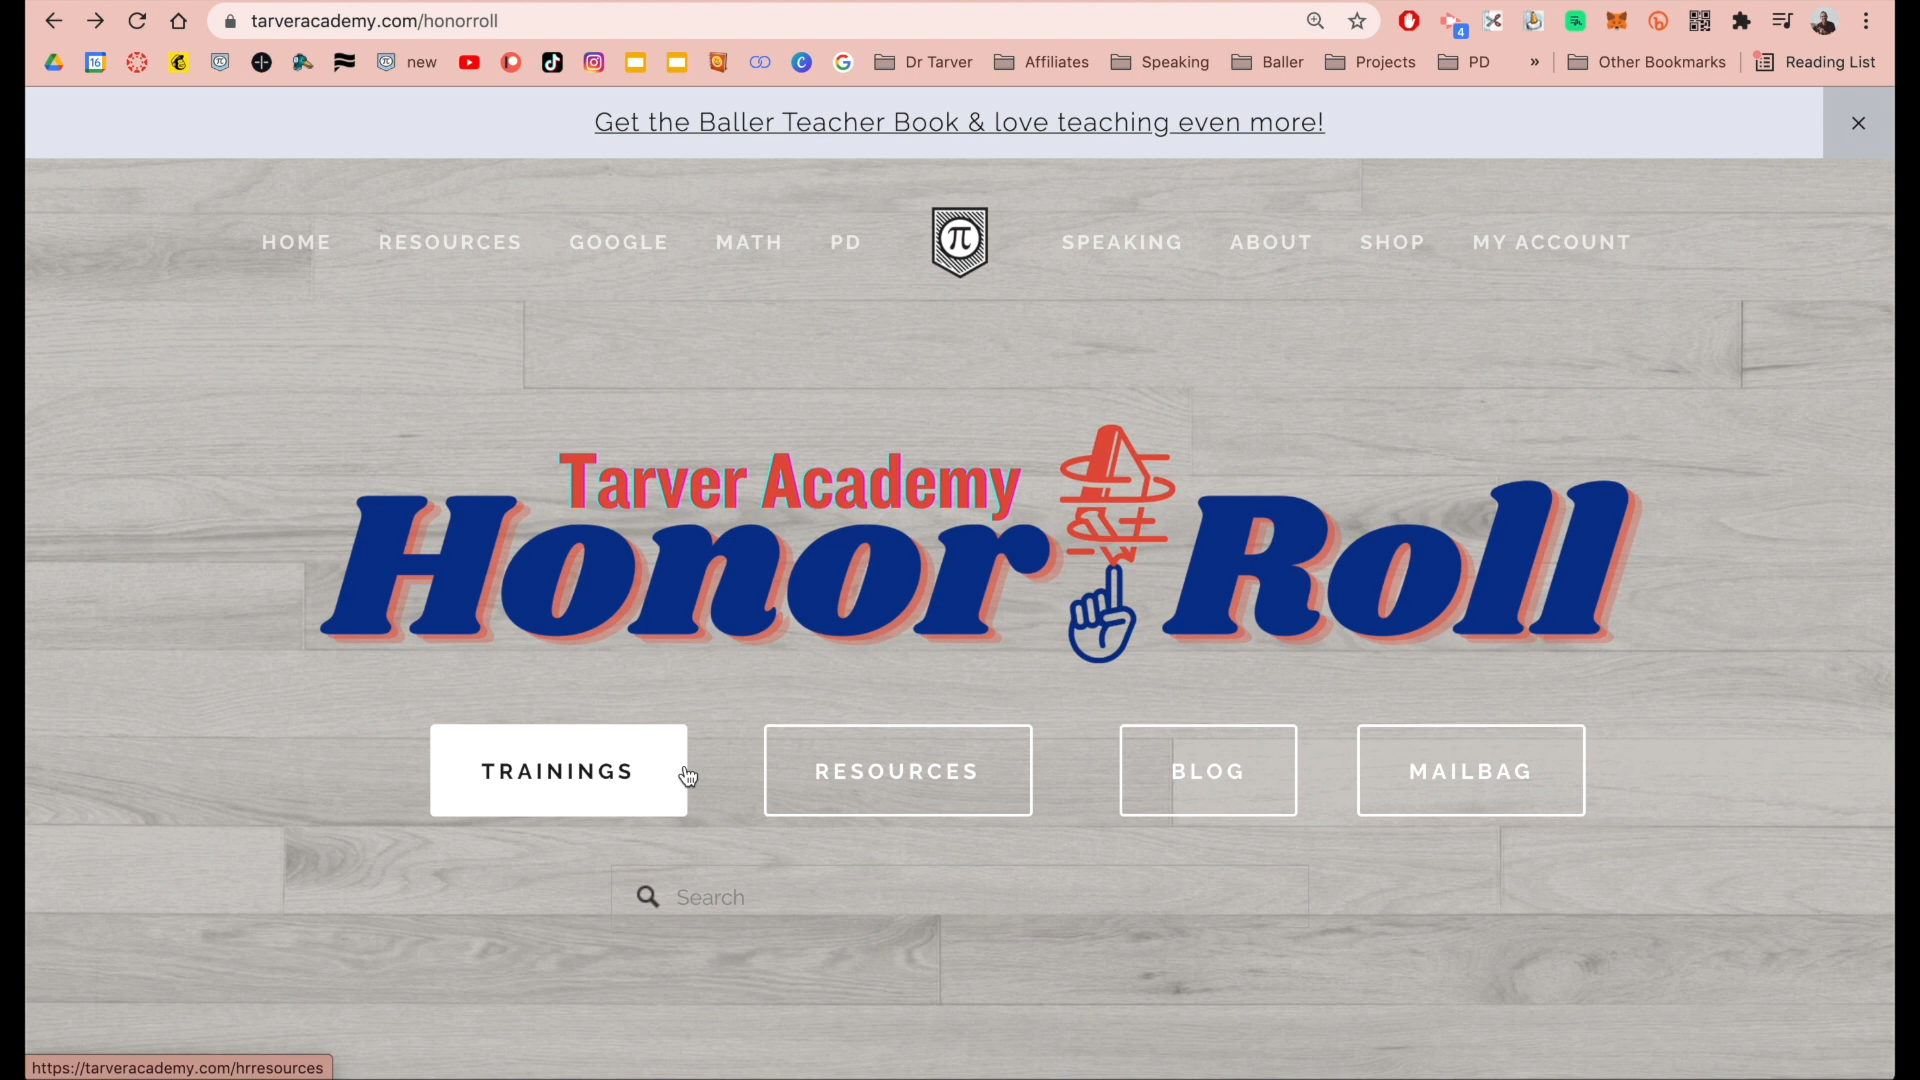 tarveracademy.com/honorroll
4
16
new
Dr Tarver
Affiliates
Speaking
Baller
Projects
PD
»
Other Bookmarks
Reading List
Get the Baller Teacher Book & love teaching even more!
HOME
RESOURCES
GOOGLE
MATH
PD
π
SPEAKING
ABOUT
SHOP
MY ACCOUNT
Tarver Academy
Honor Roll
TRAININGS
RESOURCES
BLOG
MAILBAG
Search
https://tarveracademy.com/hrresources